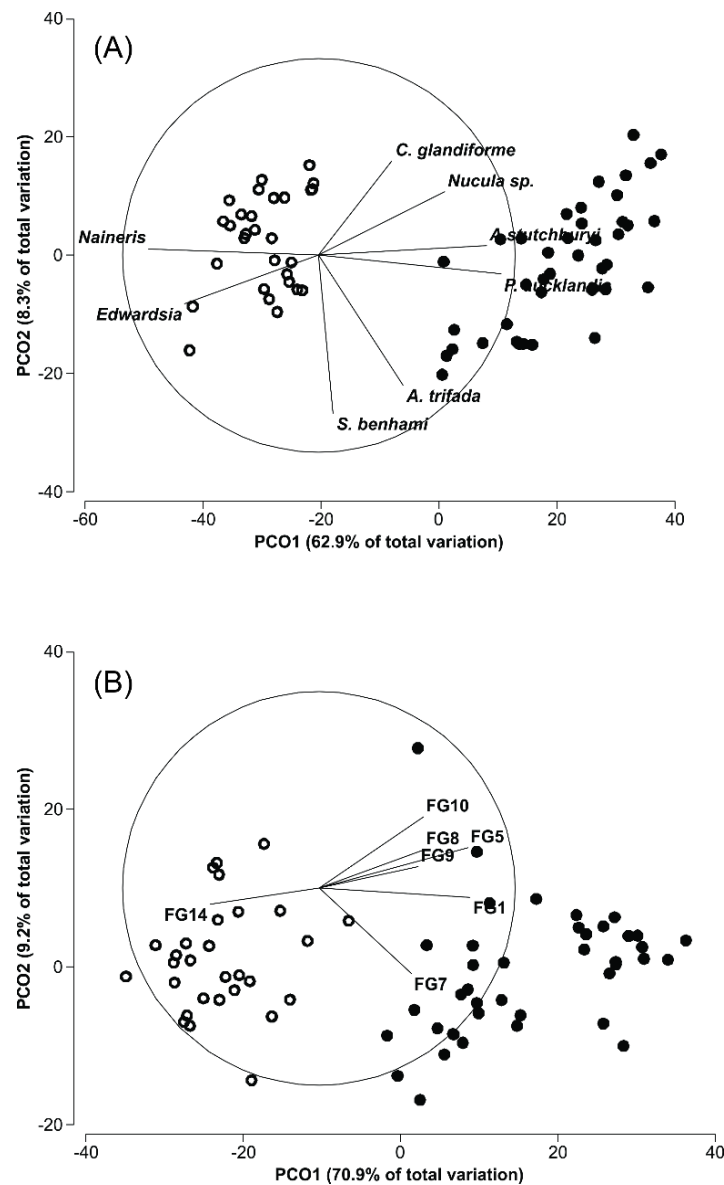 (A)
40
20
0
-20
-40
PCO2 (8.3% of total variation)
C. glandiforme
Nucula sp.
Naineris
A.stutchburyi
P. aucklandia
Edwardsia
A. trifada
S. benhami
-60 -40 -20 0 20 40
PCO1 (62.9% of total variation)
(B)
40
20
0
-20
PCO2 (9.2% of total variation)
FG10
FG8 FG5
FG9
FG14
FG1
FG7
-40 -20 0 20 40
PCO1 (70.9% of total variation)